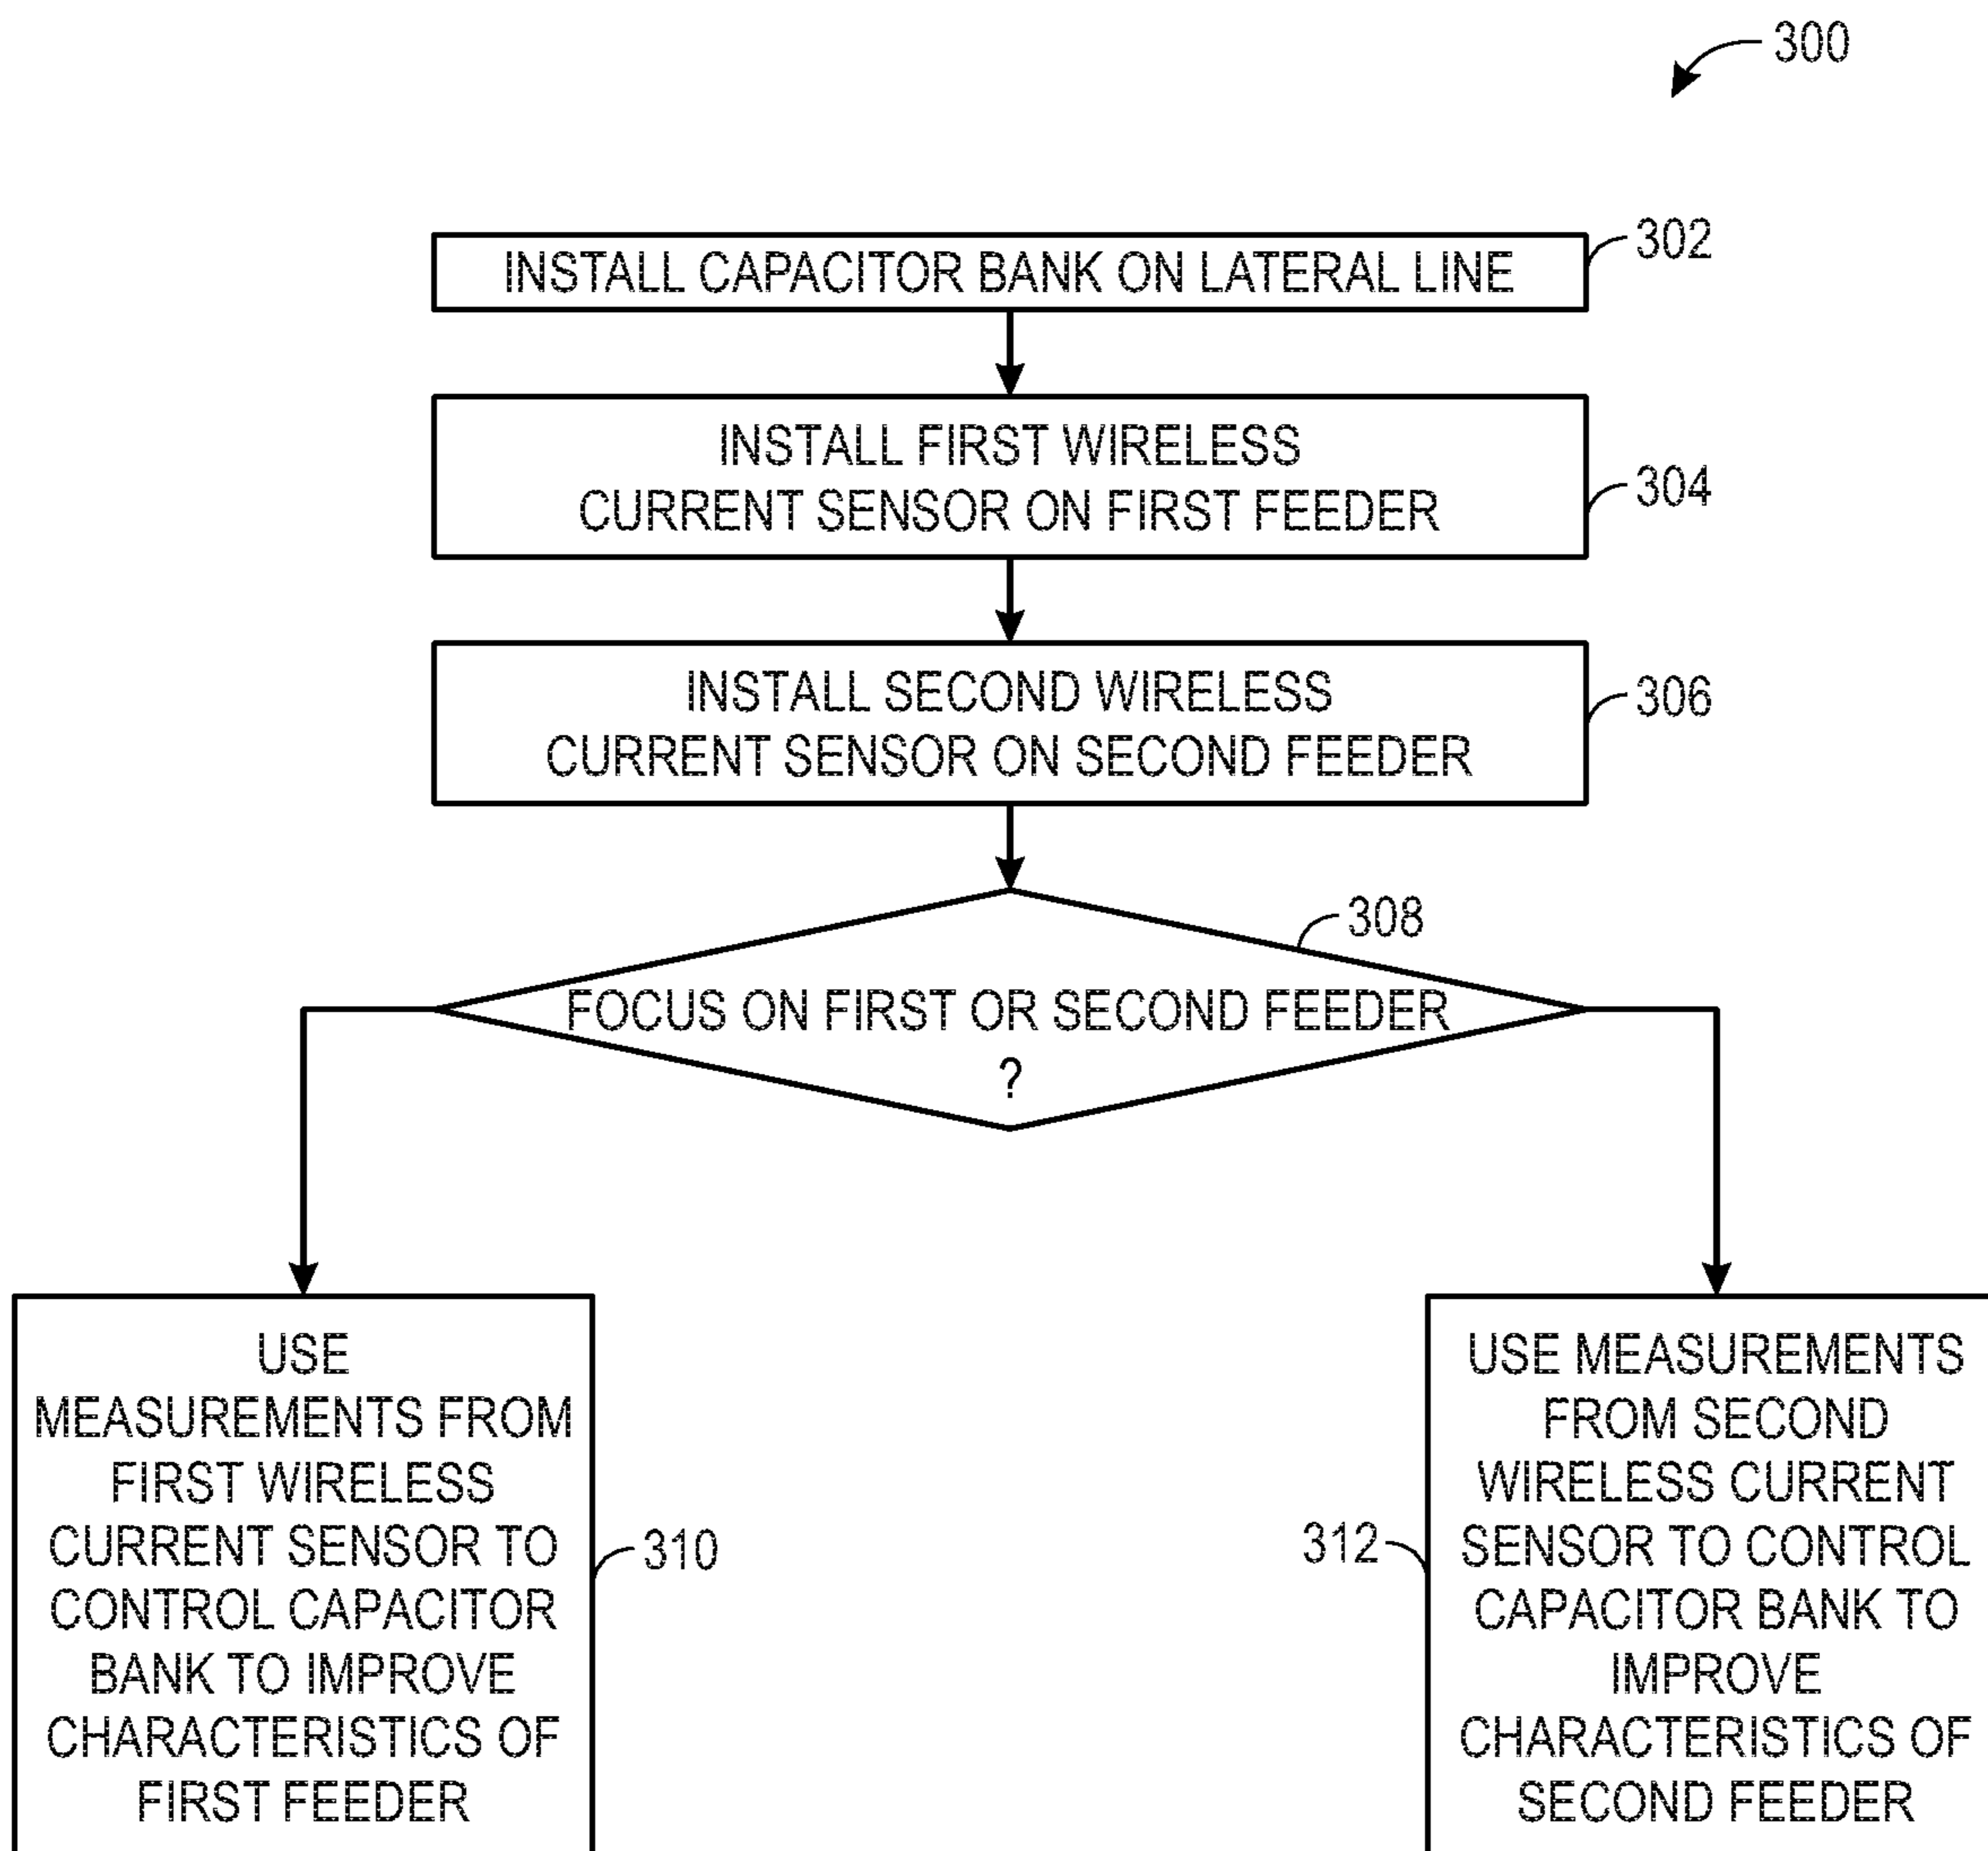 300
INSTALL CAPACITOR BANK ON LATERAL LINE
302
INSTALL FIRST WIRELESS
CURRENT SENSOR ON FIRST FEEDER
304
INSTALL SECOND WIRELESS
CURRENT SENSOR ON SECOND FEEDER
306
308
FOCUS ON FIRST OR SECOND FEEDER
?
USE
MEASUREMENTS FROM
FIRST WIRELESS
CURRENT SENSOR TO
CONTROL CAPACITOR
BANK TO IMPROVE
CHARACTERISTICS OF
FIRST FEEDER
310
312
USE MEASUREMENTS
FROM SECOND
WIRELESS CURRENT
SENSOR TO CONTROL
CAPACITOR BANK TO
IMPROVE
CHARACTERISTICS OF
SECOND FEEDER